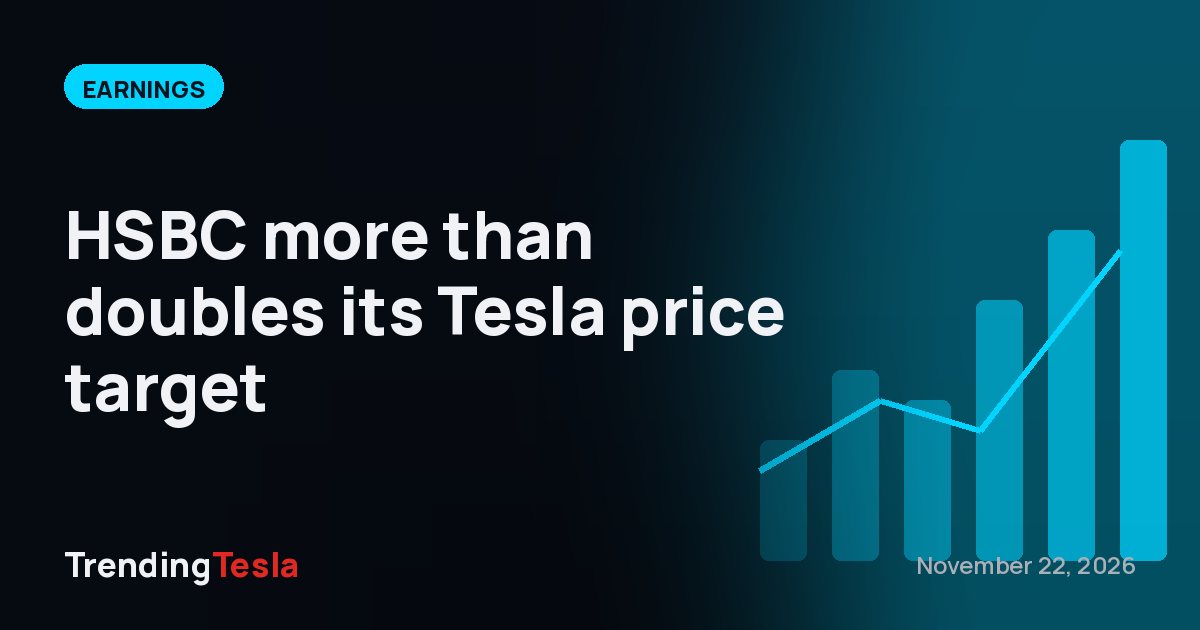 EARNINGS
HSBC more than
doubles its Tesla price
target
TrendingTesla
November 22, 2026